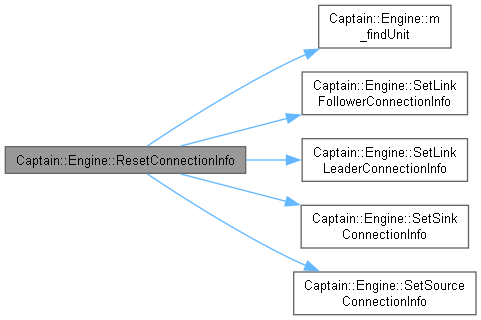 Captain::Engine::m
_findUnit
Captain::Engine::SetLink
FollowerConnectionInfo
Captain::Engine::ResetConnectionInfo
Captain::Engine::SetLink
LeaderConnectionInfo
Captain::Engine::SetSink
ConnectionInfo
Captain::Engine::SetSource
ConnectionInfo